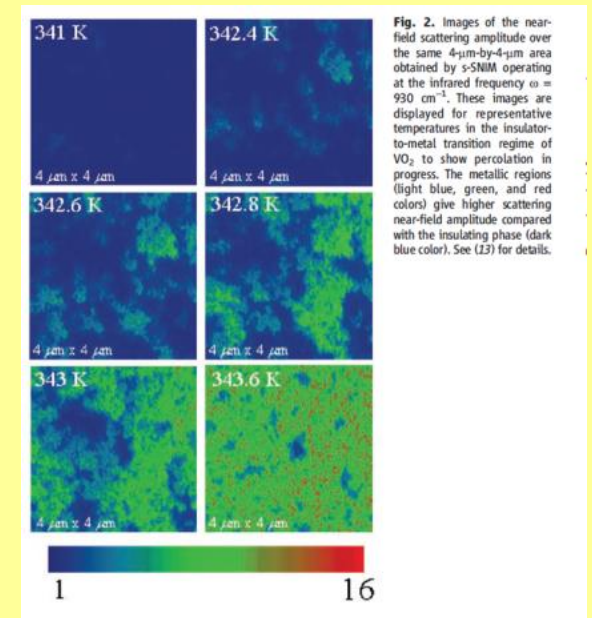 341 K
342.4 K
4 μm x 4 μm
4 μm x 4 μm
342.6 K
342.8 K
4 μm x 4 μm
4 μm x 4 μm
343 K
343.6 K
4 μm x 4 μm
4 μm x 4 μm
1
16
Fig. 2. Images of the near-
field scattering amplitude over
the same 4-μm-by-4-μm area
obtained by s-SNIM operating
at the infrared frequency ω =
930 cm⁻¹. These images are
displayed for representative
temperatures in the insulator-
to-metal transition regime of
VO₂ to show percolation in
progress. The metallic regions
(light blue, green, and red
colors) give higher scattering
near-field amplitude compared
with the insulating phase (dark
blue color). See (13) for details.